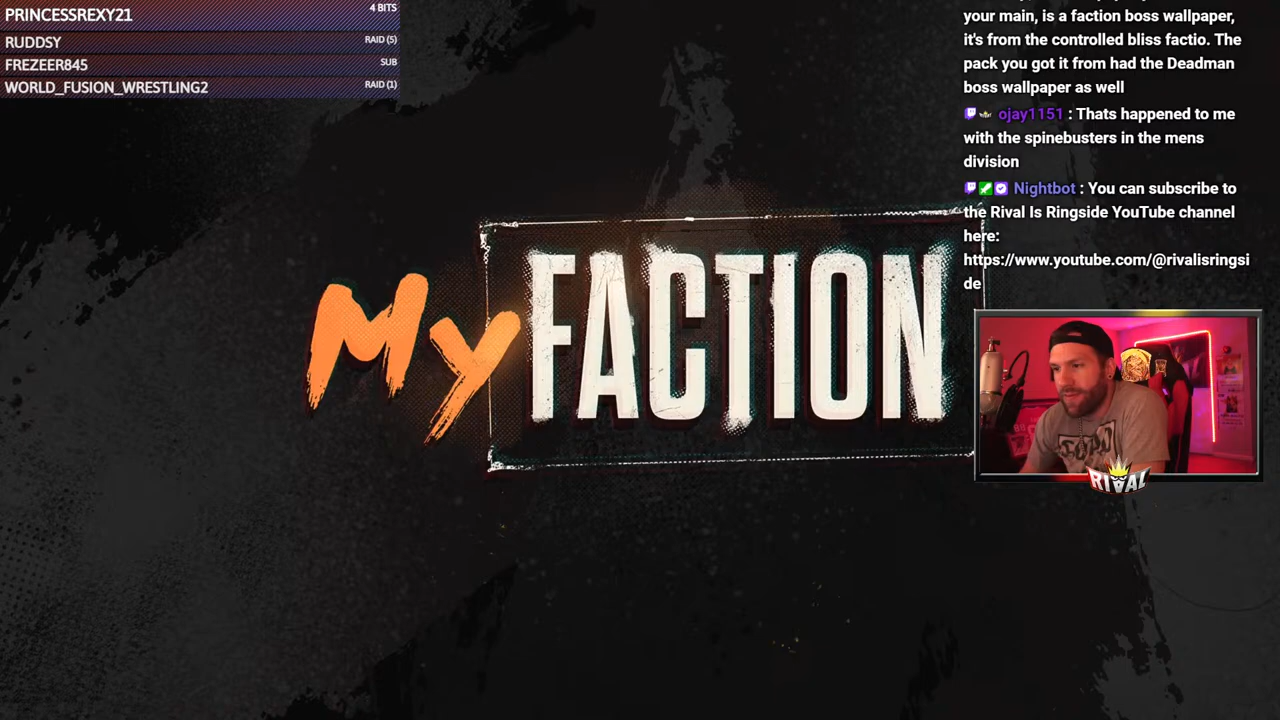 PRINCESSREXY21
4 BITS
RUDDSY
RAID (5)
FREZEER845
SUB
WORLD_FUSION_WRESTLING2
RAID (1)
My FACTION
your main, is a faction boss wallpaper,
it's from the controlled bliss factio. The
pack you got it from had the Deadman
boss wallpaper as well
ojay1151 : Thats happened to me
with the spinebusters in the mens
division
Nightbot : You can subscribe to
the Rival Is Ringside YouTube channel
here:
https://www.youtube.com/@rivalisringsi
de
RIVAL